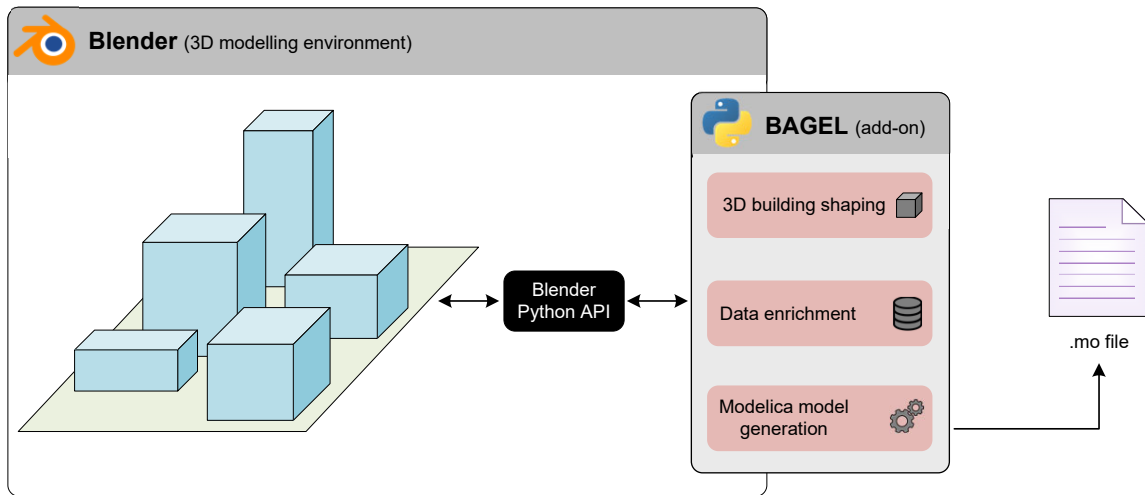 Blender (3D modelling environment)
BAGEL (add-on)
3D building shaping
Blender
Python API
Data enrichment
.mo file
Modelica model
generation